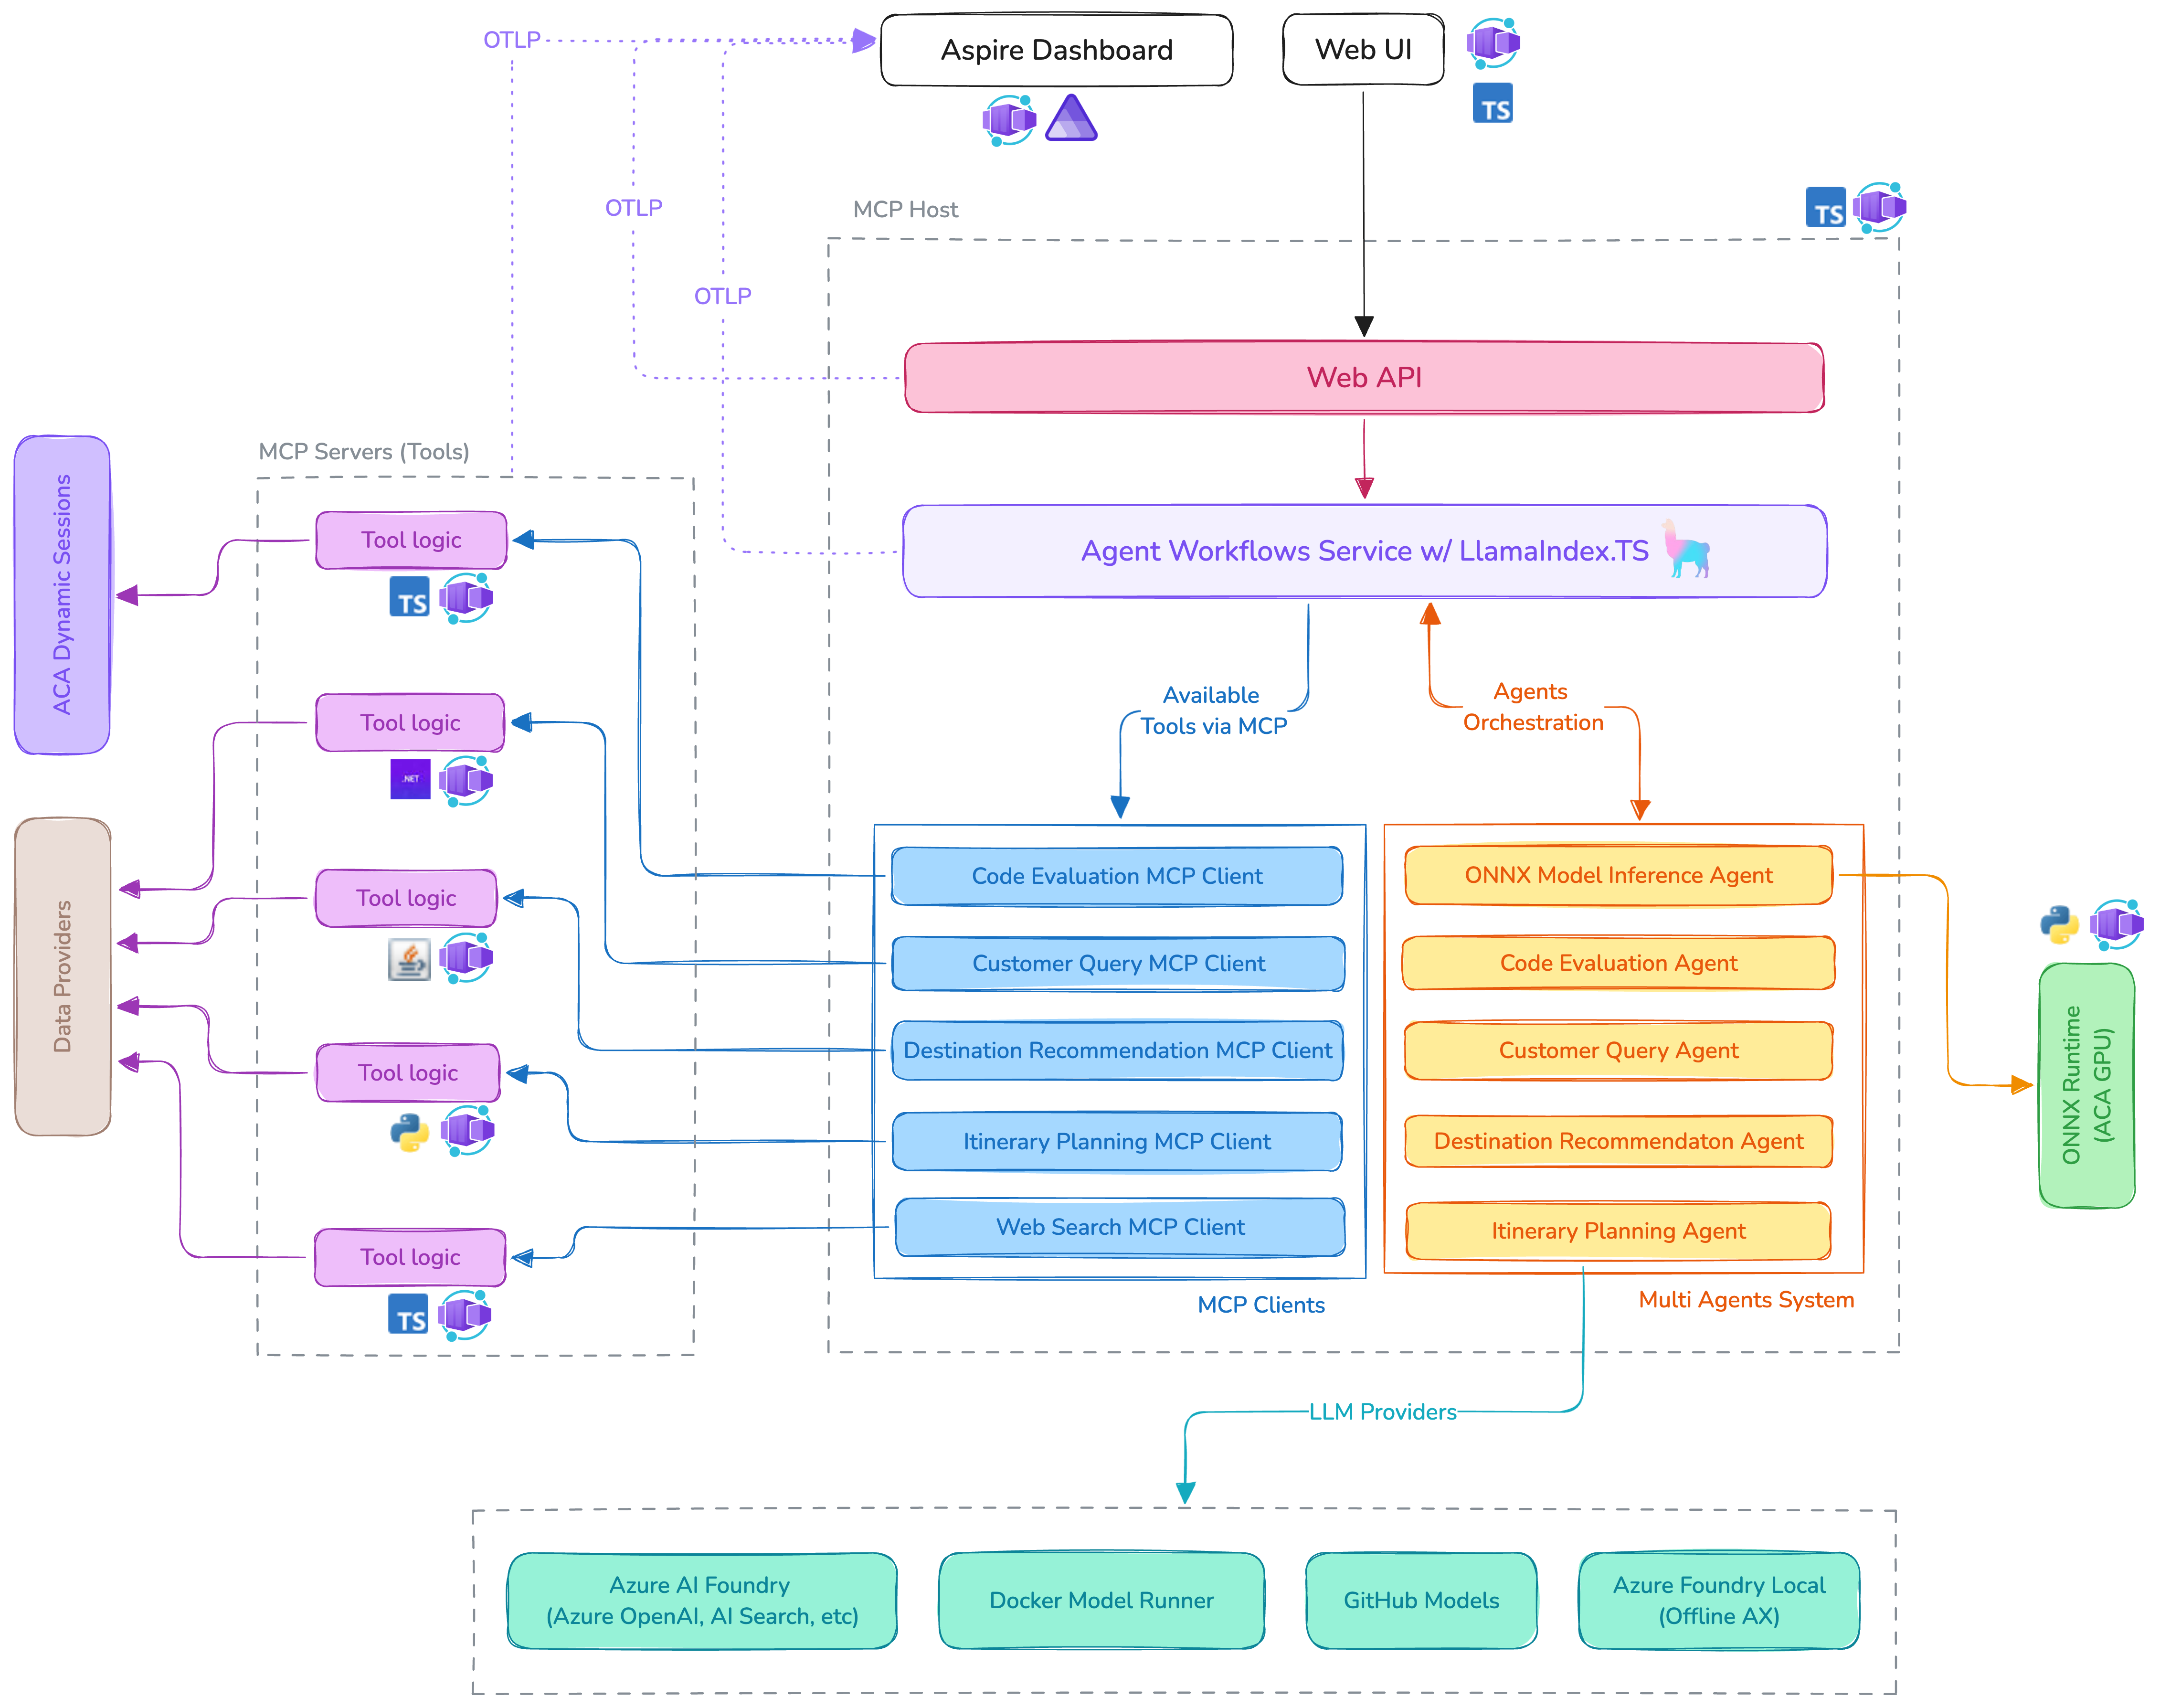 OTLP
Aspire Dashboard
Web UI
TS
OTLP
MCP Host
TS
OTLP
Web API
MCP Servers (Tools)
ACA Dynamic Sessions
Tool logic
TS
Agent Workflows Service w/ LlamaIndex.TS
Available
Tools via MCP
Agents
Orchestration
Tool logic
.NET
Data Providers
Tool logic
Tool logic
Tool logic
TS
Code Evaluation MCP Client
Customer Query MCP Client
Destination Recommendation MCP Client
Itinerary Planning MCP Client
Web Search MCP Client
MCP Clients
ONNX Model Inference Agent
Code Evaluation Agent
Customer Query Agent
Destination Recommendaton Agent
Itinerary Planning Agent
Multi Agents System
ONNX Runtime
(ACA GPU)
LLM Providers
Azure AI Foundry
(Azure OpenAI, AI Search, etc)
Docker Model Runner
GitHub Models
Azure Foundry Local
(Offline AX)